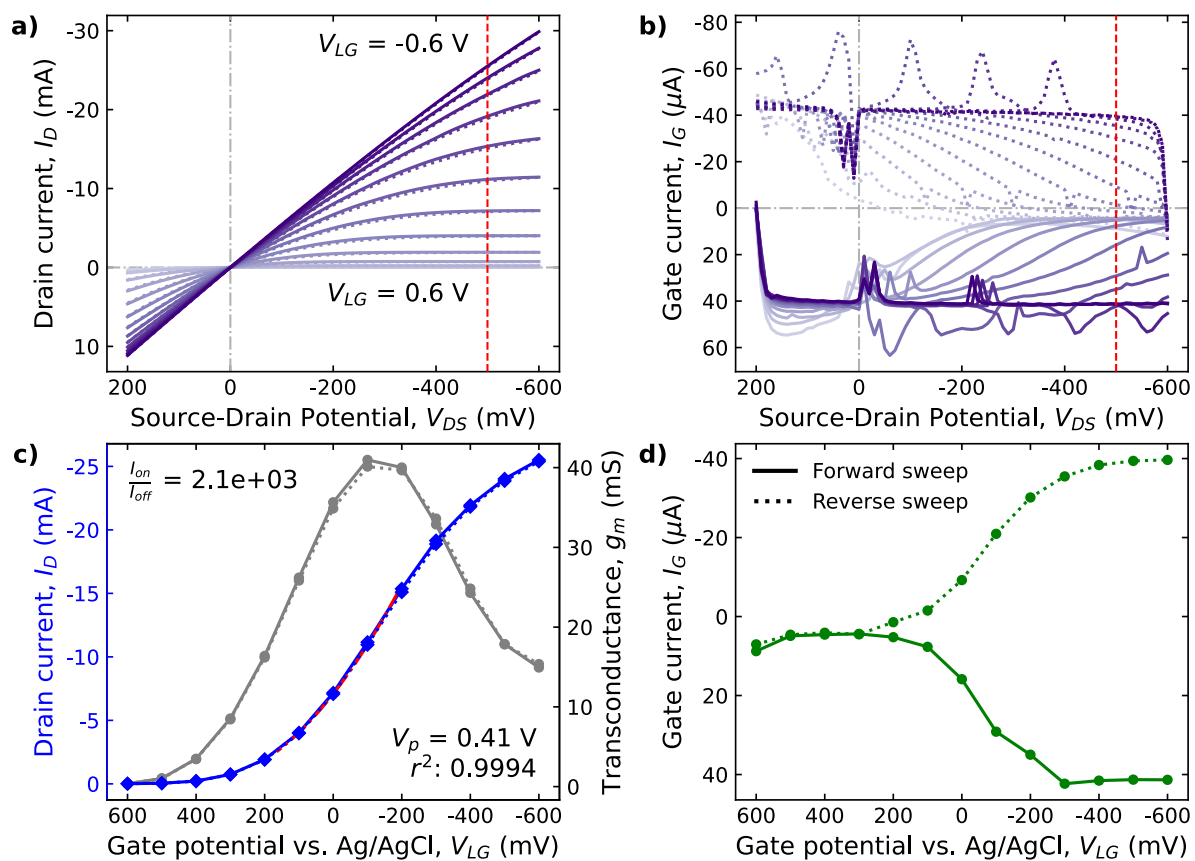 a)
Drain current, I_D (mA)
-30
-20
-10
0
10
V_LG = -0.6 V
V_LG = 0.6 V
200 0 -200 -400 -600
Source-Drain Potential, V_DS (mV)
b)
Gate current, I_G (μA)
-80
-60
-40
-20
0
20
40
60
200 0 -200 -400 -600
Source-Drain Potential, V_DS (mV)
c)
Drain current, I_D (mA)
-25
-20
-15
-10
-5
0
I_on/I_off = 2.1e+03
V_p = 0.41 V
r²: 0.9994
40
30
20
10
0
Transconductance, g_m (mS)
600 400 200 0 -200 -400 -600
Gate potential vs. Ag/AgCl, V_LG (mV)
d)
Gate current, I_G (μA)
-40
-20
0
20
40
Forward sweep
Reverse sweep
600 400 200 0 -200 -400 -600
Gate potential vs. Ag/AgCl, V_LG (mV)